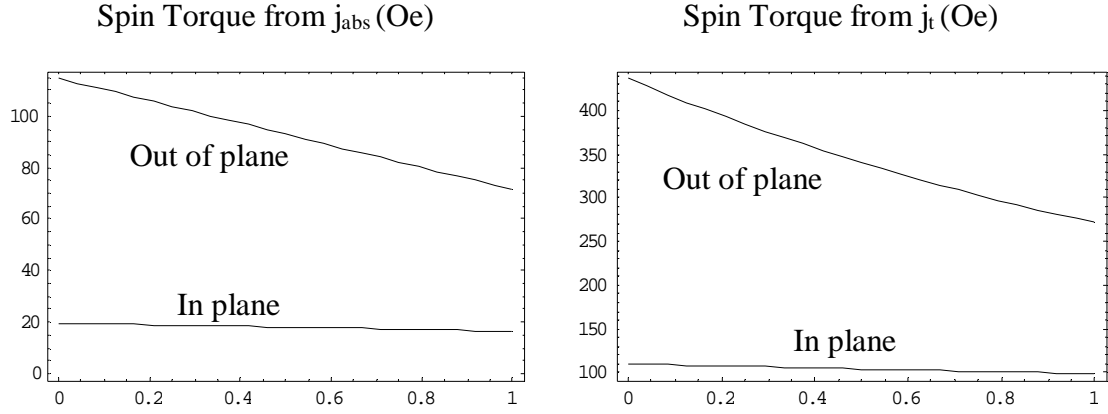 Spin Torque from j_abs (Oe)
100
80
60
40
20
0
Out of plane
In plane
0 0.2 0.4 0.6 0.8 1
Spin Torque from j_t (Oe)
400
350
300
250
200
150
100
Out of plane
In plane
0 0.2 0.4 0.6 0.8 1